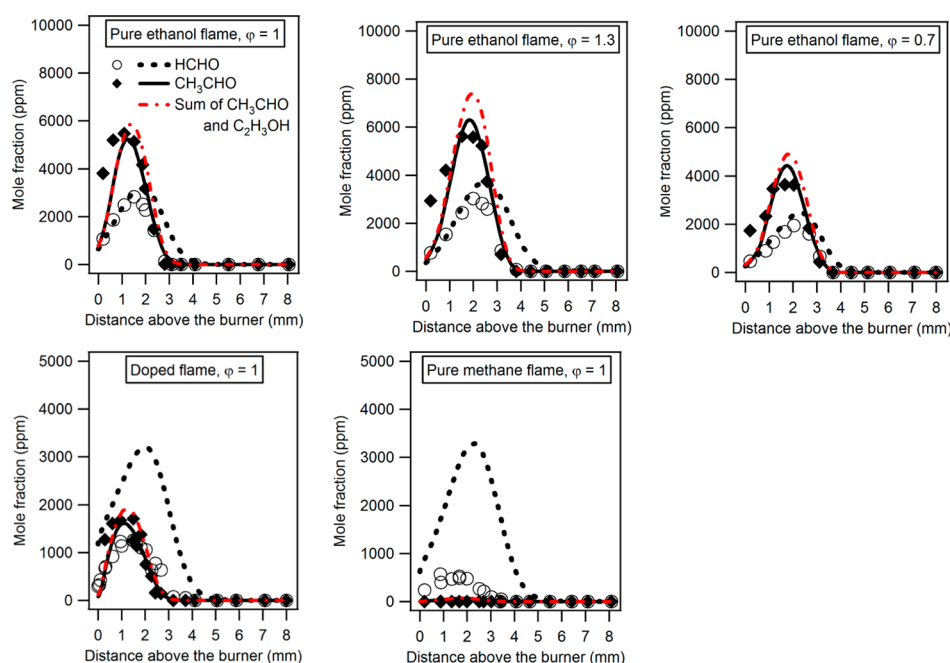 Pure ethanol flame, φ = 1
HCHO
CH₃CHO
Sum of CH₃CHO
and C₂H₃OH
10000
8000
6000
4000
2000
0
Mole fraction (ppm)
0 1 2 3 4 5 6 7 8
Distance above the burner (mm)
Pure ethanol flame, φ = 1.3
10000
8000
6000
4000
2000
0
Mole fraction (ppm)
0 1 2 3 4 5 6 7 8
Distance above the burner (mm)
Pure ethanol flame, φ = 0.7
10000
8000
6000
4000
2000
0
Mole fraction (ppm)
0 1 2 3 4 5 6 7 8
Distance above the burner (mm)
Doped flame, φ = 1
5000
4000
3000
2000
1000
0
Mole fraction (ppm)
0 1 2 3 4 5 6 7 8
Distance above the burner (mm)
Pure methane flame, φ = 1
5000
4000
3000
2000
1000
0
Mole fraction (ppm)
0 1 2 3 4 5 6 7 8
Distance above the burner (mm)